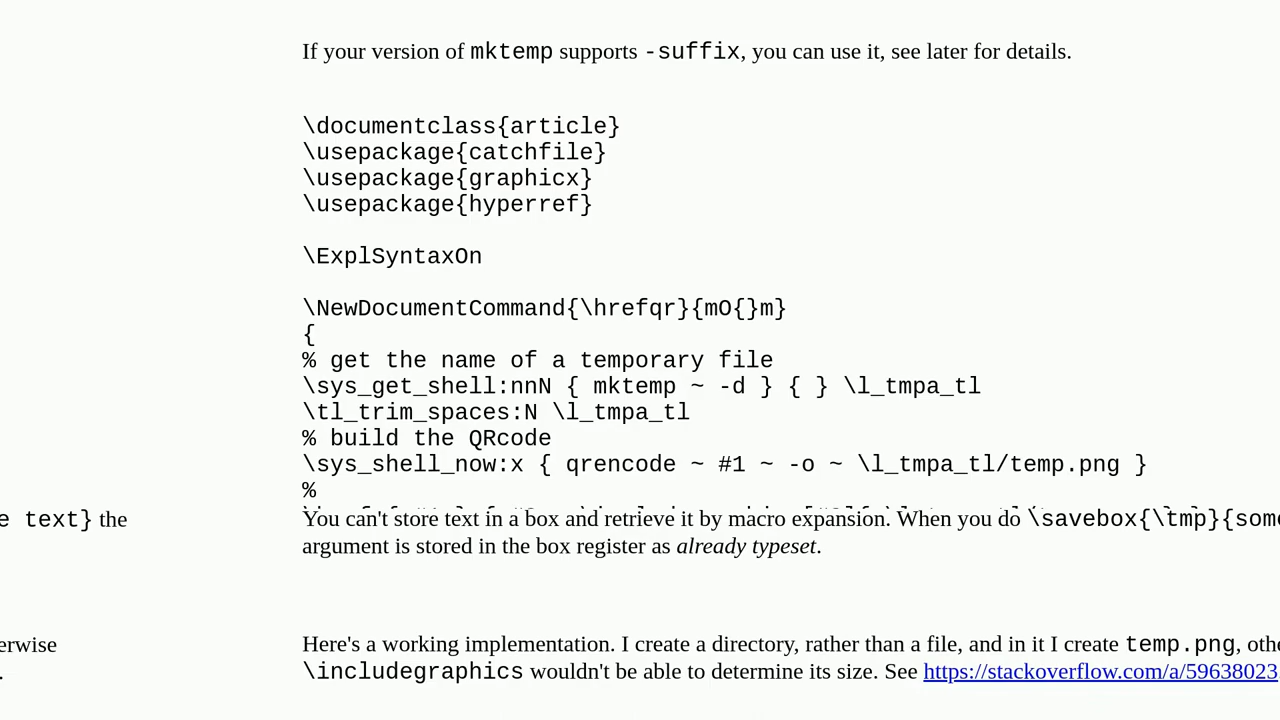 If your version of mktemp supports -suffix, you can use it, see later for details.
\documentclass{article}
\usepackage{catchfile}
\usepackage{graphicx}
\usepackage{hyperref}
\ExplSyntaxOn
\NewDocumentCommand{\hrefqr}{mO{}m}
{
% get the name of a temporary file
\sys_get_shell:nnN { mktemp ~ -d } { } \l_tmpa_tl
\tl_trim_spaces:N \l_tmpa_tl
% build the QRcode
\sys_shell_now:x { qrencode ~ #1 ~ -o ~ \l_tmpa_tl/temp.png }
%
e text} the
You can't store text in a box and retrieve it by macro expansion. When you do \savebox{\tmp}{some
argument is stored in the box register as already typeset.
erwise
Here's a working implementation. I create a directory, rather than a file, and in it I create temp.png, othe
.
\includegraphics wouldn't be able to determine its size. See https://stackoverflow.com/a/59638023